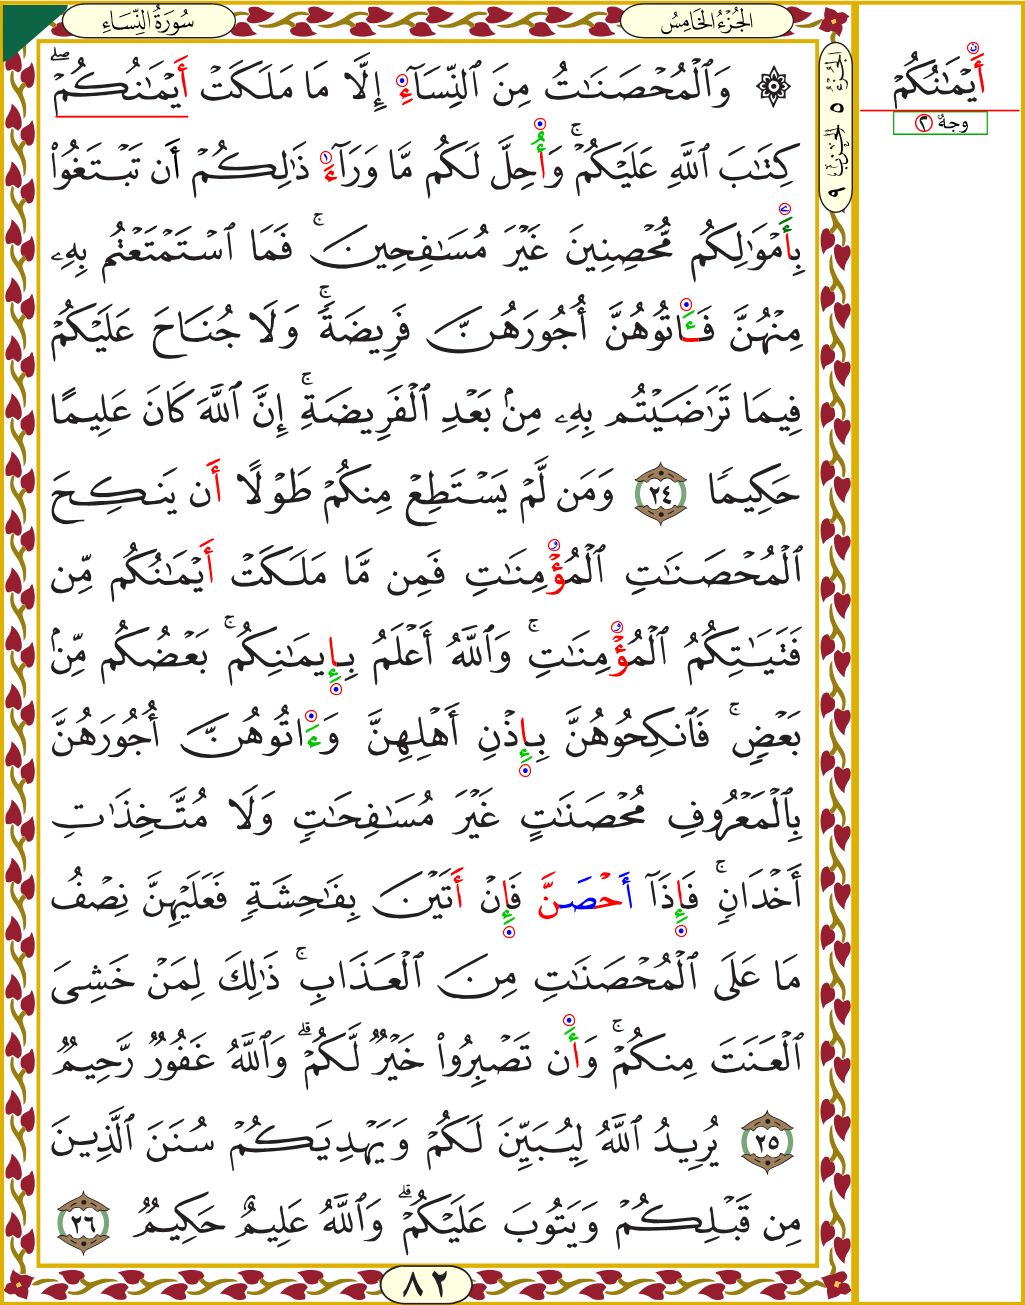 سُورَةُ النِّسَاءِ
الجُزْءُ الخَامِسُ
۞ وَٱلْمُحْصَنَٰتُ مِنَ ٱلنِّسَآءِ إِلَّا مَا مَلَكَتْ أَيْمَٰنُكُمْۖ
كِتَٰبَ ٱللَّهِ عَلَيْكُمْۚ وَأُحِلَّ لَكُم مَّا وَرَآءَ ذَٰلِكُمْ أَن تَبْتَغُوا۟
بِأَمْوَٰلِكُم مُّحْصِنِينَ غَيْرَ مُسَٰفِحِينَۚ فَمَا ٱسْتَمْتَعْتُم بِهِۦ
مِنْهُنَّ فَـَٔاتُوهُنَّ أُجُورَهُنَّ فَرِيضَةًۚ وَلَا جُنَاحَ عَلَيْكُمْ
فِيمَا تَرَٰضَيْتُم بِهِۦ مِنۢ بَعْدِ ٱلْفَرِيضَةِۚ إِنَّ ٱللَّهَ كَانَ عَلِيمًا
حَكِيمًا ٢٤ وَمَن لَّمْ يَسْتَطِعْ مِنكُمْ طَوْلًا أَن يَنكِحَ
ٱلْمُحْصَنَٰتِ ٱلْمُؤْمِنَٰتِ فَمِن مَّا مَلَكَتْ أَيْمَٰنُكُم مِّن
فَتَيَٰتِكُمُ ٱلْمُؤْمِنَٰتِۚ وَٱللَّهُ أَعْلَمُ بِإِيمَٰنِكُمۚ بَعْضُكُم مِّنۢ
بَعْضٍۚ فَٱنكِحُوهُنَّ بِإِذْنِ أَهْلِهِنَّ وَءَاتُوهُنَّ أُجُورَهُنَّ
بِٱلْمَعْرُوفِ مُحْصَنَٰتٍ غَيْرَ مُسَٰفِحَٰتٍ وَلَا مُتَّخِذَٰتِ
أَخْدَانٍۚ فَإِذَآ أَحْصَنَّ فَإِنْ أَتَيْنَ بِفَٰحِشَةٍ فَعَلَيْهِنَّ نِصْفُ
مَا عَلَى ٱلْمُحْصَنَٰتِ مِنَ ٱلْعَذَابِۚ ذَٰلِكَ لِمَنْ خَشِىَ
ٱلْعَنَتَ مِنكُمْۚ وَأَن تَصْبِرُوا۟ خَيْرٌ لَّكُمْۗ وَٱللَّهُ غَفُورٌ رَّحِيمٌ
٢٥ يُرِيدُ ٱللَّهُ لِيُبَيِّنَ لَكُمْ وَيَهْدِيَكُمْ سُنَنَ ٱلَّذِينَ
مِن قَبْلِكُمْ وَيَتُوبَ عَلَيْكُمْۗ وَٱللَّهُ عَلِيمٌ حَكِيمٌ ٢٦
٨٢
الجُزْءُ ٥ الحِزْبُ ٩
أَيْمَٰنُكُمْ
وجهٌ ٢